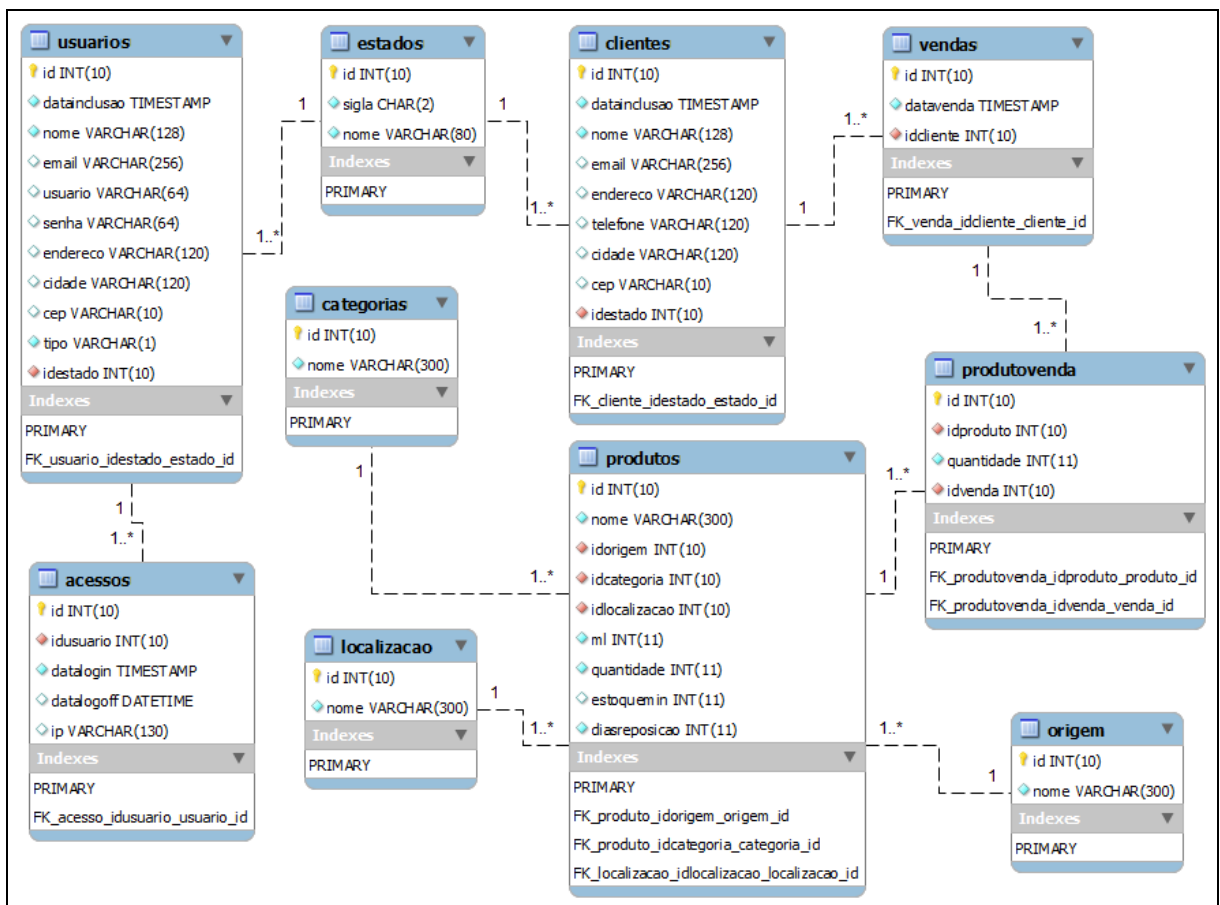 usuarios
id INT(10)
datainclusao TIMESTAMP
nome VARCHAR(128)
email VARCHAR(256)
usuario VARCHAR(64)
senha VARCHAR(64)
endereco VARCHAR(120)
cidade VARCHAR(120)
cep VARCHAR(10)
tipo VARCHAR(1)
idestado INT(10)
Indexes
PRIMARY
FK_usuario_idestado_estado_id
1
1..*
estados
id INT(10)
sigla CHAR(2)
nome VARCHAR(80)
Indexes
PRIMARY
1
1..*
clientes
id INT(10)
datainclusao TIMESTAMP
nome VARCHAR(128)
email VARCHAR(256)
endereco VARCHAR(120)
telefone VARCHAR(120)
cidade VARCHAR(120)
cep VARCHAR(10)
idestado INT(10)
Indexes
PRIMARY
FK_cliente_idestado_estado_id
1
1..*
vendas
id INT(10)
datavenda TIMESTAMP
idcliente INT(10)
Indexes
PRIMARY
FK_venda_idcliente_cliente_id
1
1..*
categorias
id INT(10)
nome VARCHAR(300)
Indexes
PRIMARY
1
1..*
produtovenda
id INT(10)
idproduto INT(10)
quantidade INT(11)
idvenda INT(10)
Indexes
PRIMARY
FK_produtovenda_idproduto_produto_id
FK_produtovenda_idvenda_venda_id
1..*
1
produtos
id INT(10)
nome VARCHAR(300)
idorigem INT(10)
idcategoria INT(10)
idlocalizacao INT(10)
ml INT(11)
quantidade INT(11)
estoquemin INT(11)
diasreposicao INT(11)
Indexes
PRIMARY
FK_produto_idorigem_origem_id
FK_produto_idcategoria_categoria_id
FK_localizacao_idlocalizacao_localizacao_id
1
1..*
acessos
id INT(10)
idusuario INT(10)
datalogin TIMESTAMP
datalogoff DATETIME
ip VARCHAR(130)
Indexes
PRIMARY
FK_acesso_idusuario_usuario_id
localizacao
id INT(10)
nome VARCHAR(300)
Indexes
PRIMARY
1
1..*
1..*
1
origem
id INT(10)
nome VARCHAR(300)
Indexes
PRIMARY